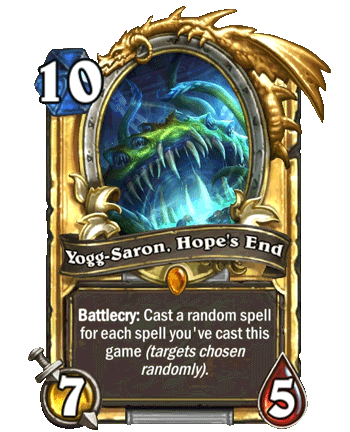 10
Yogg-Saron, Hope's End
Battlecry: Cast a random spell
for each spell you've cast this
game (targets chosen
randomly).
7
5